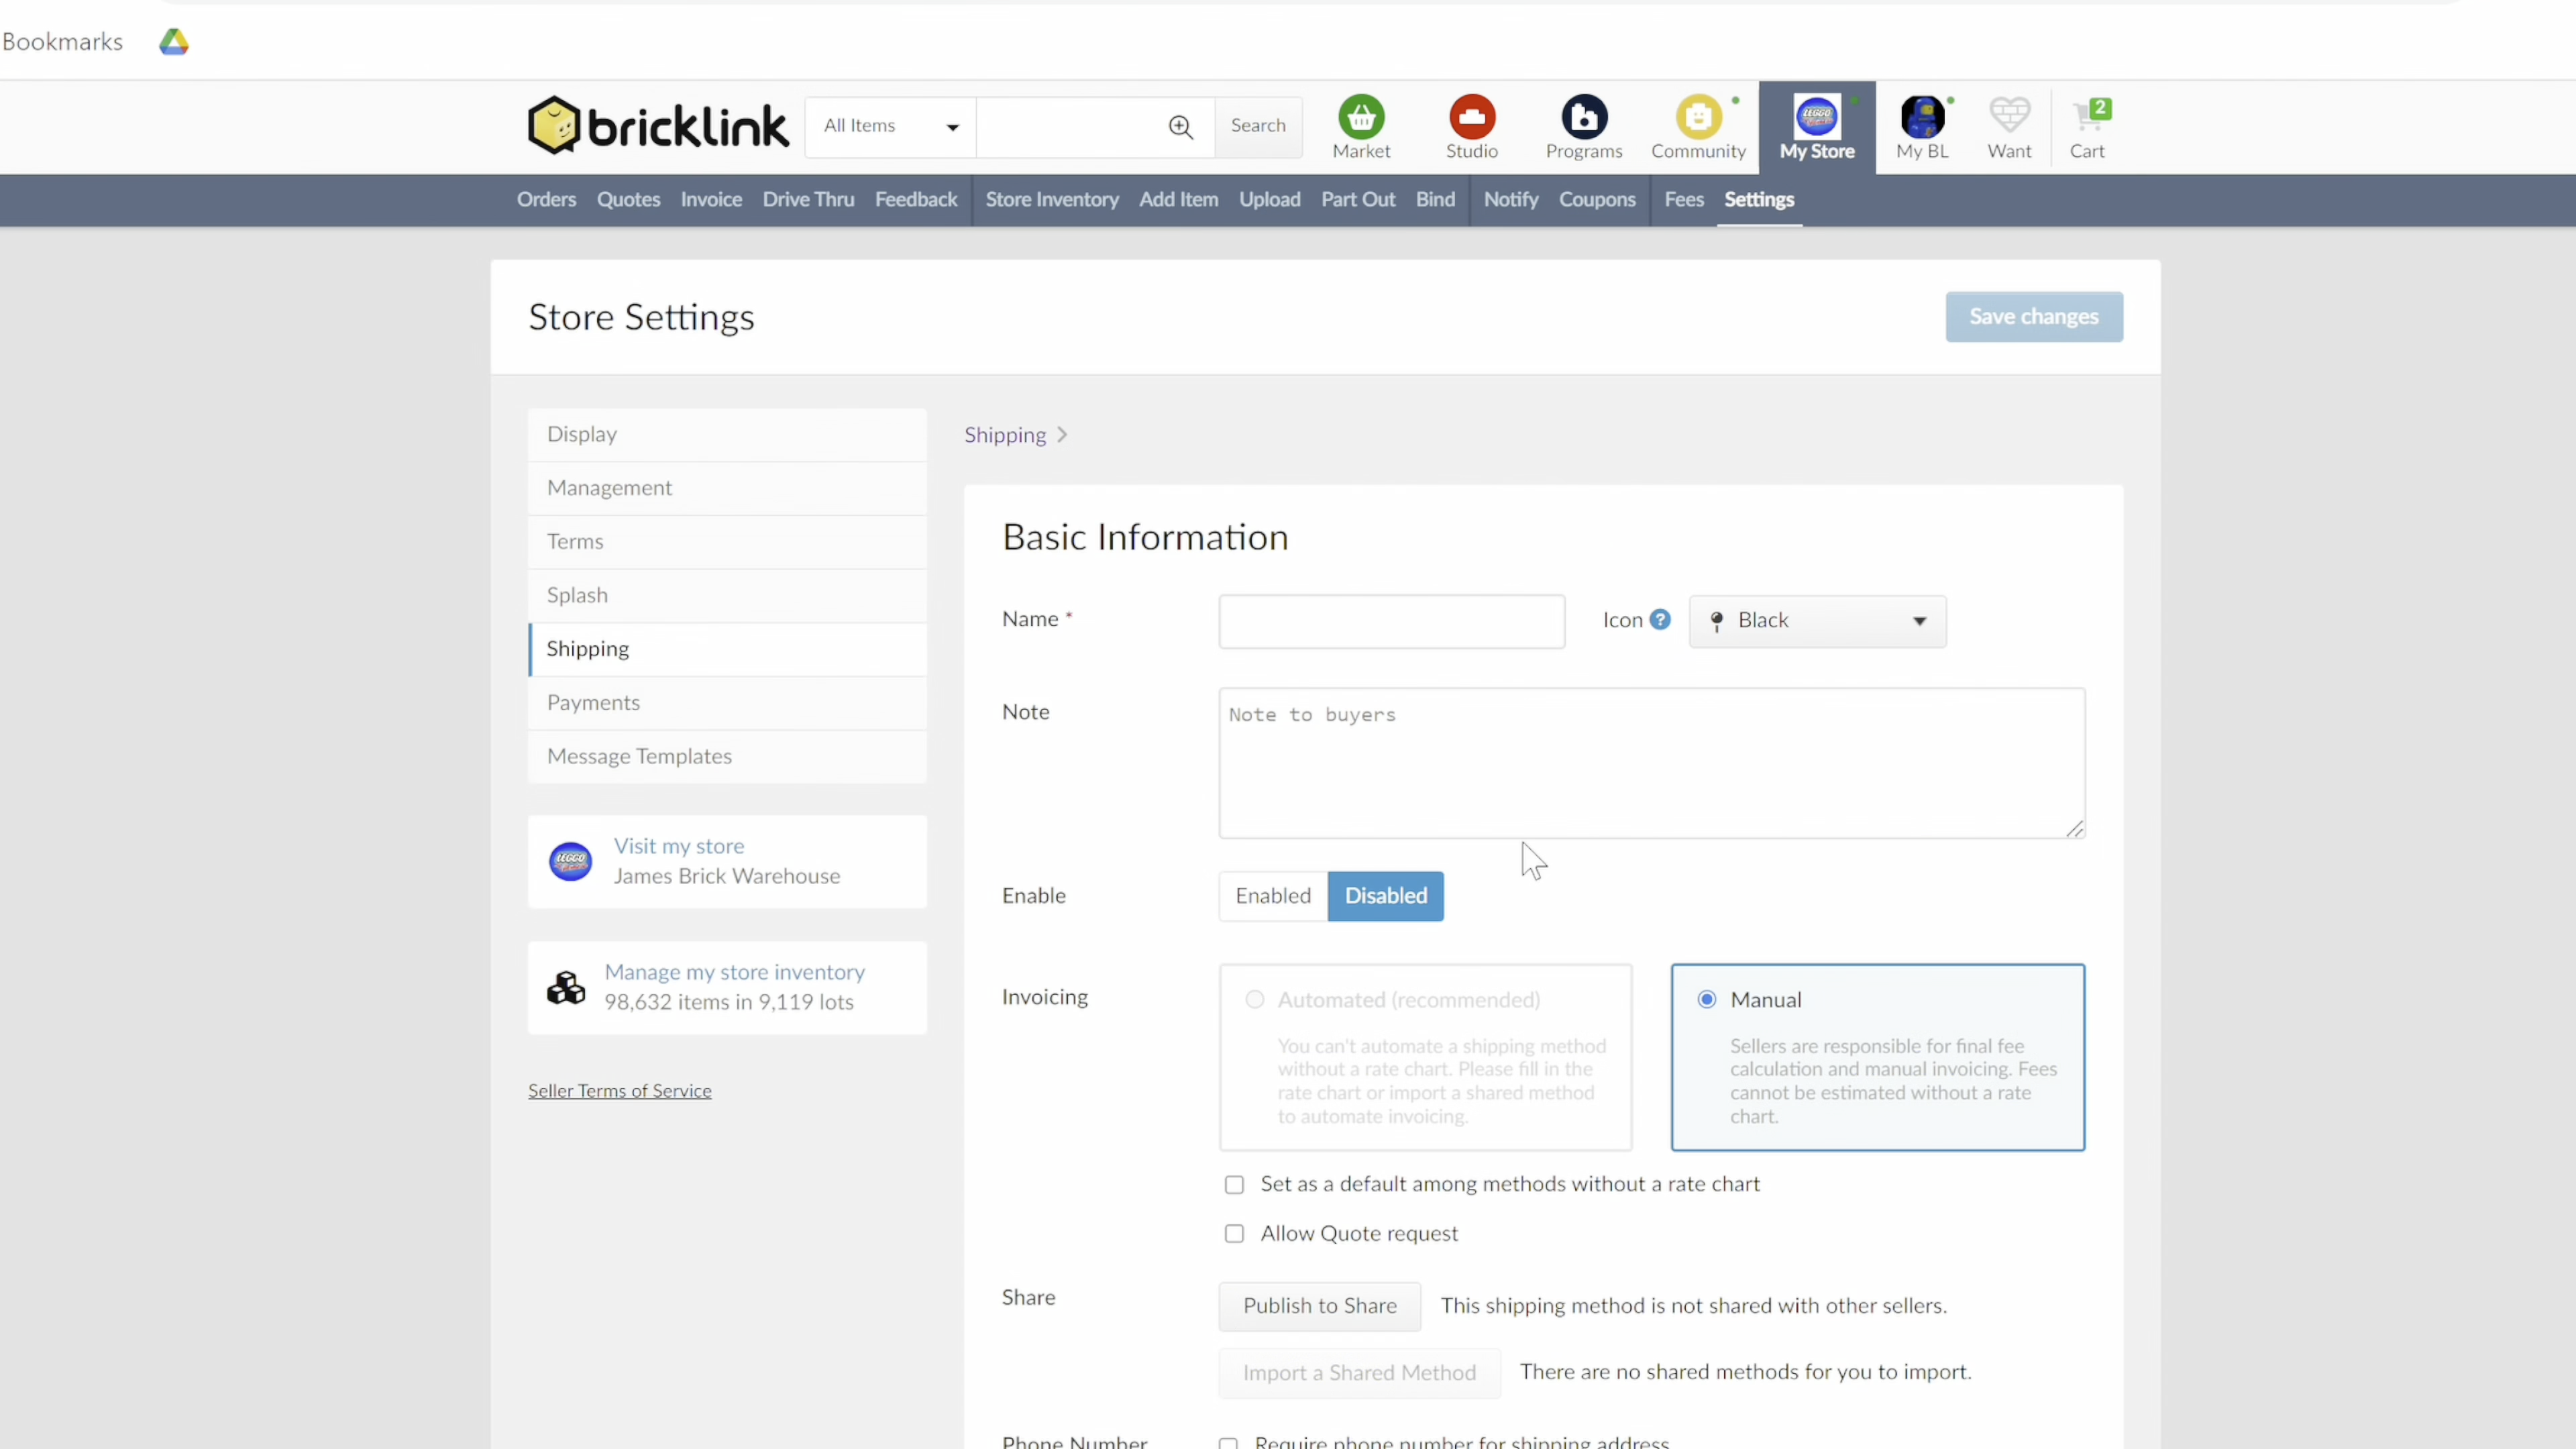 Bookmarks
bricklink
All Items
Search
Market
Studio
Programs
Community
My Store
My BL
Want
2
Cart
Orders Quotes Invoice Drive Thru Feedback Store Inventory Add Item Upload Part Out Bind Notify Coupons Fees Settings
Store Settings
Save changes
Display
Management
Terms
Splash
Shipping
Payments
Message Templates
LEGGO
Visit my store
James Brick Warehouse
Manage my store inventory
98,632 items in 9,119 lots
Seller Terms of Service
Shipping >
Basic Information
Name *
Icon ?
Black
Note
Note to buyers
Enable
Enabled Disabled
Invoicing
Automated (recommended)
You can't automate a shipping method
without a rate chart. Please fill in the
rate chart or import a shared method
to automate invoicing.
Manual
Sellers are responsible for final fee
calculation and manual invoicing. Fees
cannot be estimated without a rate
chart.
Set as a default among methods without a rate chart
Allow Quote request
Share
Publish to Share
This shipping method is not shared with other sellers.
Import a Shared Method
There are no shared methods for you to import.
Phone Number
Require phone number for shipping address